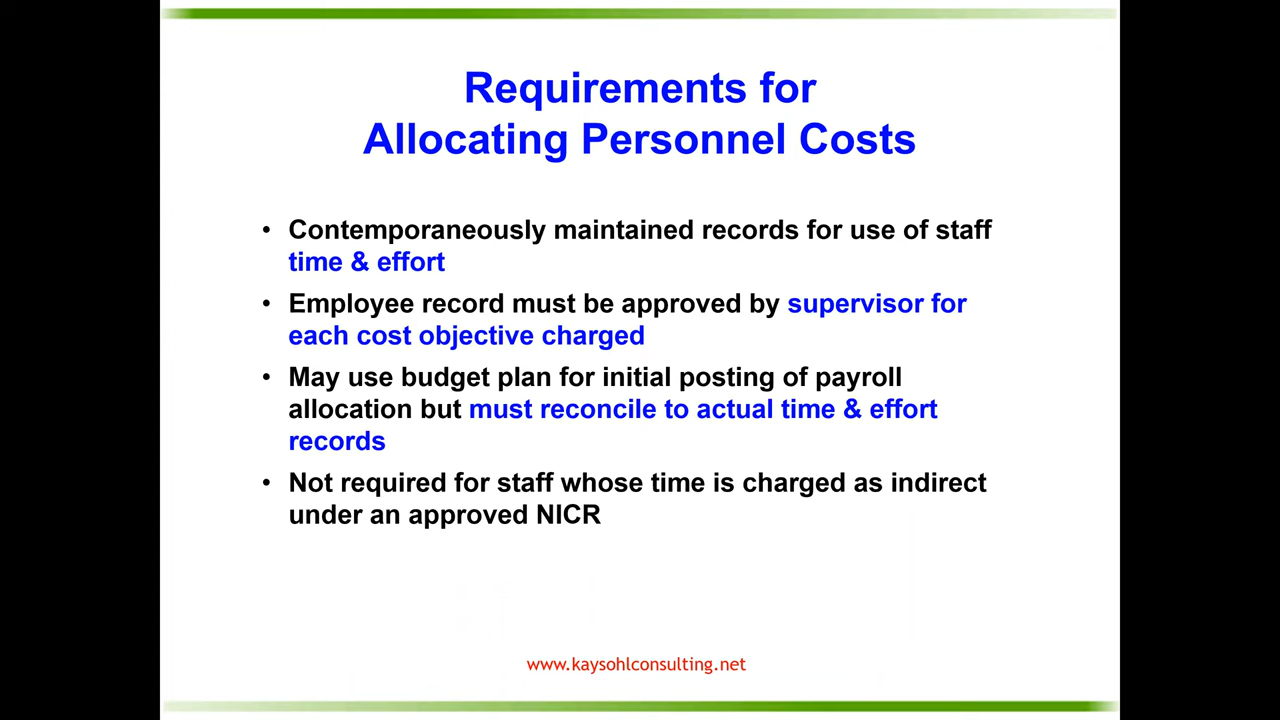 Requirements for
Allocating Personnel Costs
• Contemporaneously maintained records for use of staff
time & effort
• Employee record must be approved by supervisor for
each cost objective charged
• May use budget plan for initial posting of payroll
allocation but must reconcile to actual time & effort
records
• Not required for staff whose time is charged as indirect
under an approved NICR
www.kaysohlconsulting.net